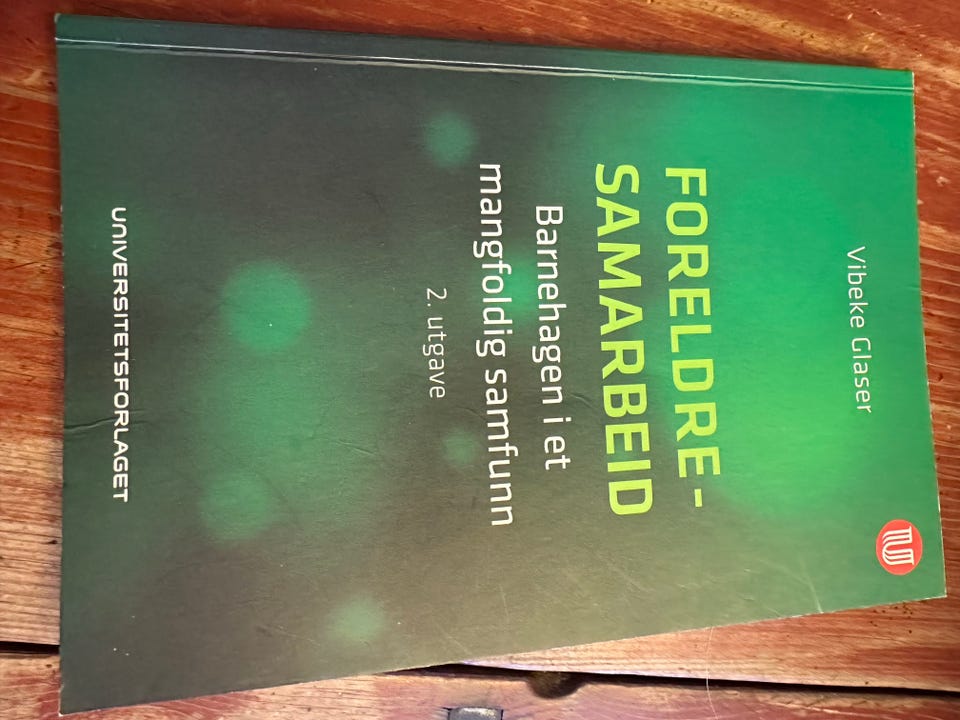 Vibeke Glaser
FORELDRE-
SAMARBEID
Barnehagen i et
mangfoldig samfunn
2. utgave
UNIVERSITETSFORLAGET